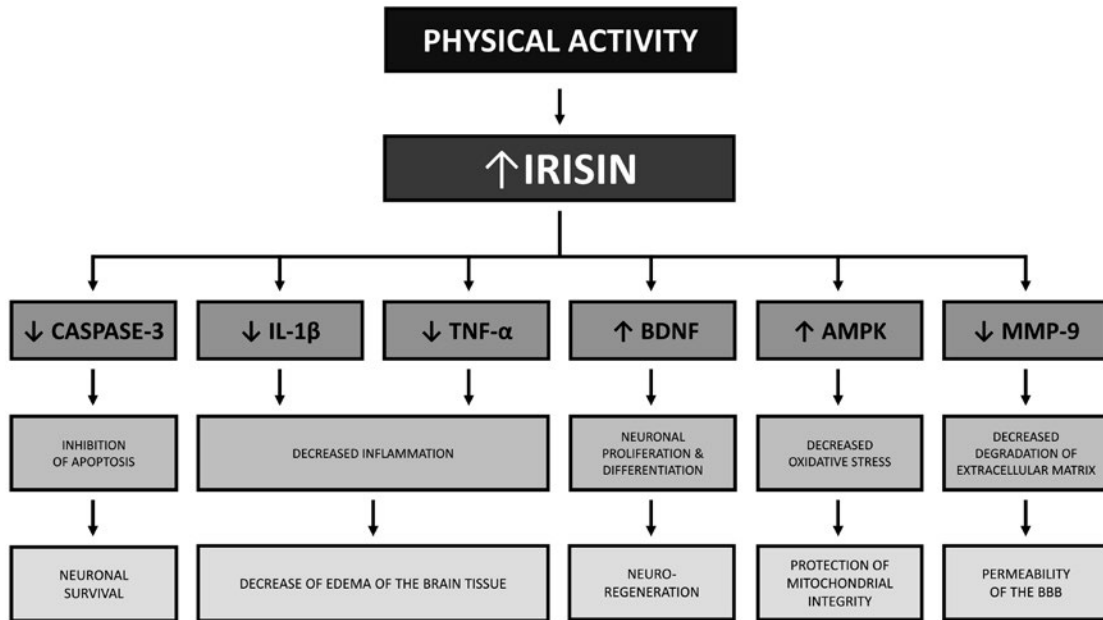 PHYSICAL ACTIVITY
↑ IRISIN
↓ CASPASE-3
↓ IL-1β
↓ TNF-α
↑ BDNF
↑ AMPK
↓ MMP-9
INHIBITION
OF APOPTOSIS
DECREASED INFLAMMATION
NEURONAL
PROLIFERATION &
DIFFERENTIATION
DECREASED
OXIDATIVE STRESS
DECREASED
DEGRADATION OF
EXTRACELLULAR MATRIX
NEURONAL
SURVIVAL
DECREASE OF EDEMA OF THE BRAIN TISSUE
NEURO-
REGENERATION
PROTECTION OF
MITOCHONDRIAL
INTEGRITY
PERMEABILITY
OF THE BBB